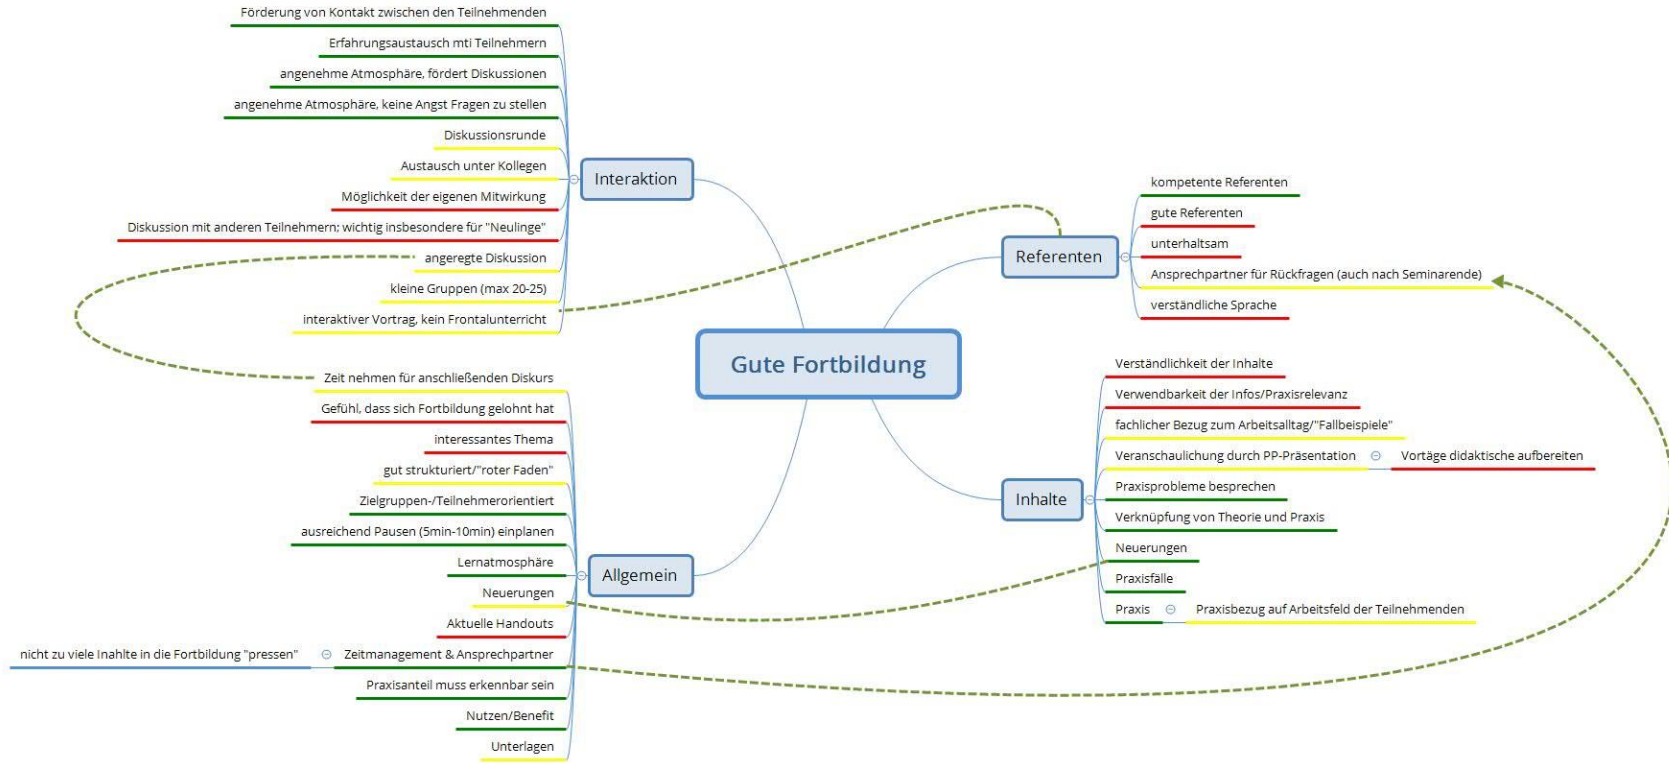 Gute Fortbildung
Interaktion
Förderung von Kontakt zwischen den Teilnehmenden
Erfahrungsaustausch mti Teilnehmern
angenehme Atmosphäre, fördert Diskussionen
angenehme Atmosphäre, keine Angst Fragen zu stellen
Diskussionsrunde
Austausch unter Kollegen
Möglichkeit der eigenen Mitwirkung
Diskussion mit anderen Teilnehmern; wichtig insbesondere für "Neulinge"
angeregte Diskussion
kleine Gruppen (max 20-25)
interaktiver Vortrag, kein Frontalunterricht
Allgemein
Zeit nehmen für anschließenden Diskurs
Gefühl, dass sich Fortbildung gelohnt hat
interessantes Thema
gut strukturiert/"roter Faden"
Zielgruppen-/Teilnehmerorientiert
ausreichend Pausen (5min-10min) einplanen
Lernatmosphäre
Neuerungen
Aktuelle Handouts
Zeitmanagement & Ansprechpartner
nicht zu viele Inahlte in die Fortbildung "pressen"
Praxisanteil muss erkennbar sein
Nutzen/Benefit
Unterlagen
Referenten
kompetente Referenten
gute Referenten
unterhaltsam
Ansprechpartner für Rückfragen (auch nach Seminarende)
verständliche Sprache
Inhalte
Verständlichkeit der Inhalte
Verwendbarkeit der Infos/Praxisrelevanz
fachlicher Bezug zum Arbeitsalltag/"Fallbeispiele"
Veranschaulichung durch PP-Präsentation
Vortäge didaktische aufbereiten
Praxisprobleme besprechen
Verknüpfung von Theorie und Praxis
Neuerungen
Praxisfälle
Praxis
Praxisbezug auf Arbeitsfeld der Teilnehmenden